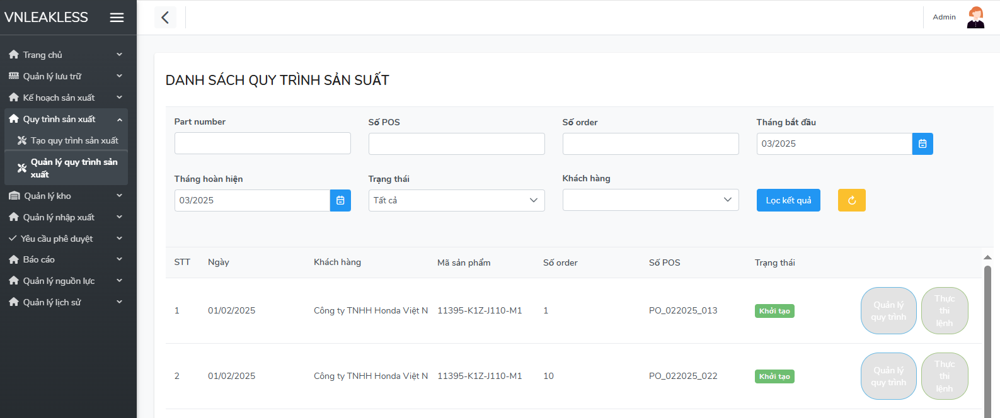 VNLEAKLESS
Admin
Trang chủ
Quản lý lưu trữ
Kế hoạch sản xuất
Quy trình sản xuất
Tạo quy trình sản xuất
Quản lý quy trình sản
xuất
Quản lý kho
Quản lý nhập xuất
Yêu cầu phê duyệt
Báo cáo
Quản lý nguồn lực
Quản lý lịch sử
DANH SÁCH QUY TRÌNH SẢN SUẤT
Part number
Số POS
Số order
Tháng bắt đầu
03/2025
Tháng hoàn hiện
Trạng thái
Khách hàng
03/2025
Tất cả
Lọc kết quả
STT Ngày Khách hàng Mã sản phẩm Số order Số POS Trạng thái
1 01/02/2025 Công ty TNHH Honda Việt N 11395-K1Z-J110-M1 1 PO_022025_013 Khởi tạo
Quản lý
quy trình
Thực
thi
lệnh
2 01/02/2025 Công ty TNHH Honda Việt N 11395-K1Z-J110-M1 10 PO_022025_022 Khởi tạo
Quản lý
quy trình
Thực
thi
lệnh